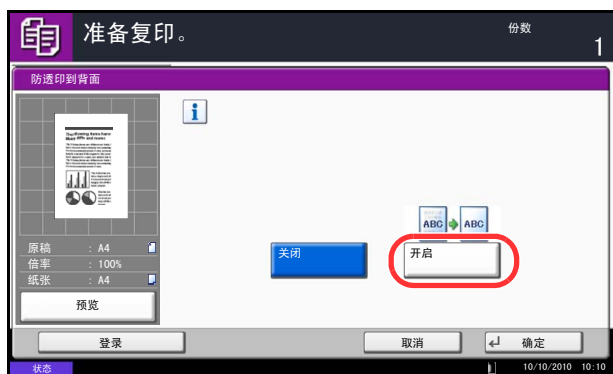 准备复印。
份数
1
防透印到背面
ABC ABC
关闭
开启
原稿 : A4
倍率 : 100%
纸张 : A4
预览
登录
取消
确定
状态
10/10/2010 10:10